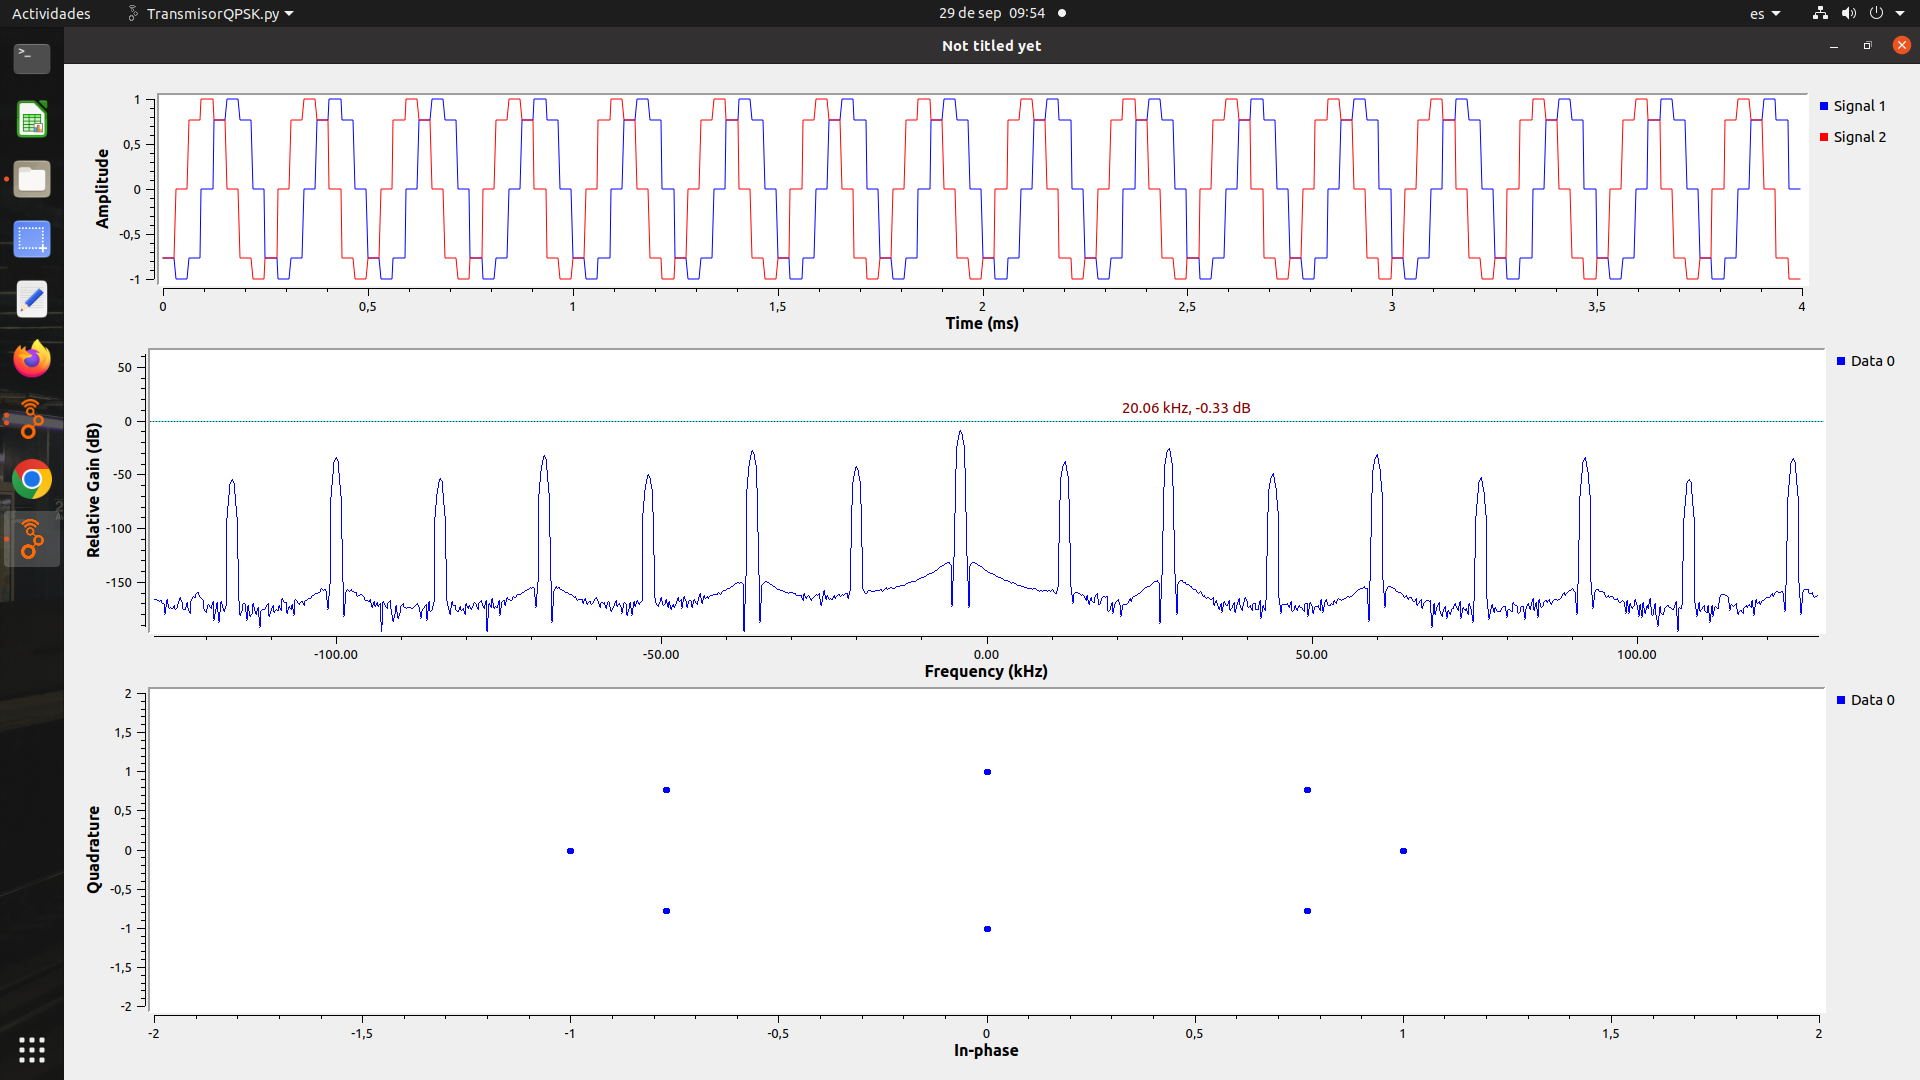 Actividades TransmisorQPSK.py 29 de sep 09:54 es
Not titled yet
1
0,5
0
-0,5
-1
Amplitude
0 0,5 1 1,5 2 2,5 3 3,5 4
Time (ms)
Signal 1
Signal 2
50
0
-50
-100
-150
Relative Gain (dB)
20.06 kHz, -0.33 dB
-100.00 -50.00 0.00 50.00 100.00
Frequency (kHz)
Data 0
2
1,5
1
0,5
0
-0,5
-1
-1,5
-2
Quadrature
-2 -1,5 -1 -0,5 0 0,5 1 1,5 2
In-phase
Data 0